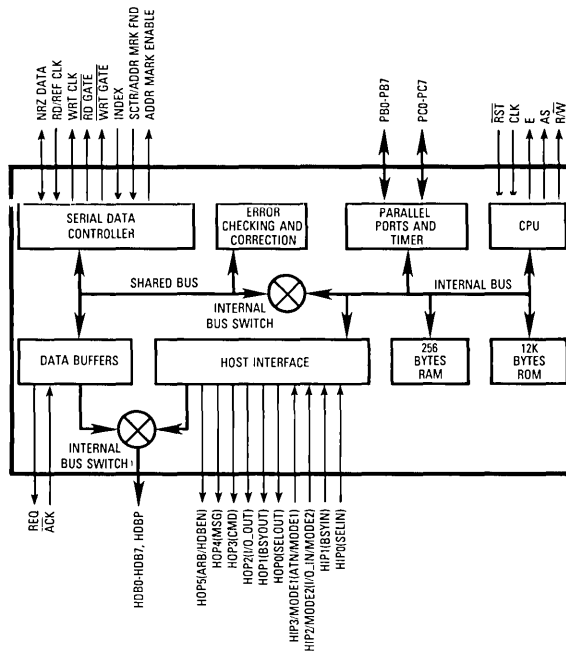 NRZ DATA
RD/REF CLK
WRT CLK
RD GATE
WRT GATE
INDEX
SCTR/ADDR MRK FND
ADDR MARK ENABLE
PB0-PB7
PC0-PC7
RST
CLK
E
AS
R/W
SERIAL DATA
CONTROLLER
ERROR
CHECKING AND
CORRECTION
PARALLEL
PORTS AND
TIMER
CPU
SHARED BUS
INTERNAL
BUS SWITCH
INTERNAL BUS
DATA BUFFERS
HOST INTERFACE
256
BYTES
RAM
12K
BYTES
ROM
INTERNAL
BUS SWITCH
REQ
ACK
HDB0-HDB7, HDBP
HOP5(ARB/HDBEN)
HOP4(MSG)
HOP3(CMD)
HOP2(I/O_OUT)
HOP1(BSYOUT)
HOP0(SELOUT)
HIP3/MODE1(ATN/MODE1)
HIP2/MODE2(I/O_IN/MODE2)
HIP1(BSYIN)
HIP0(SELIN)